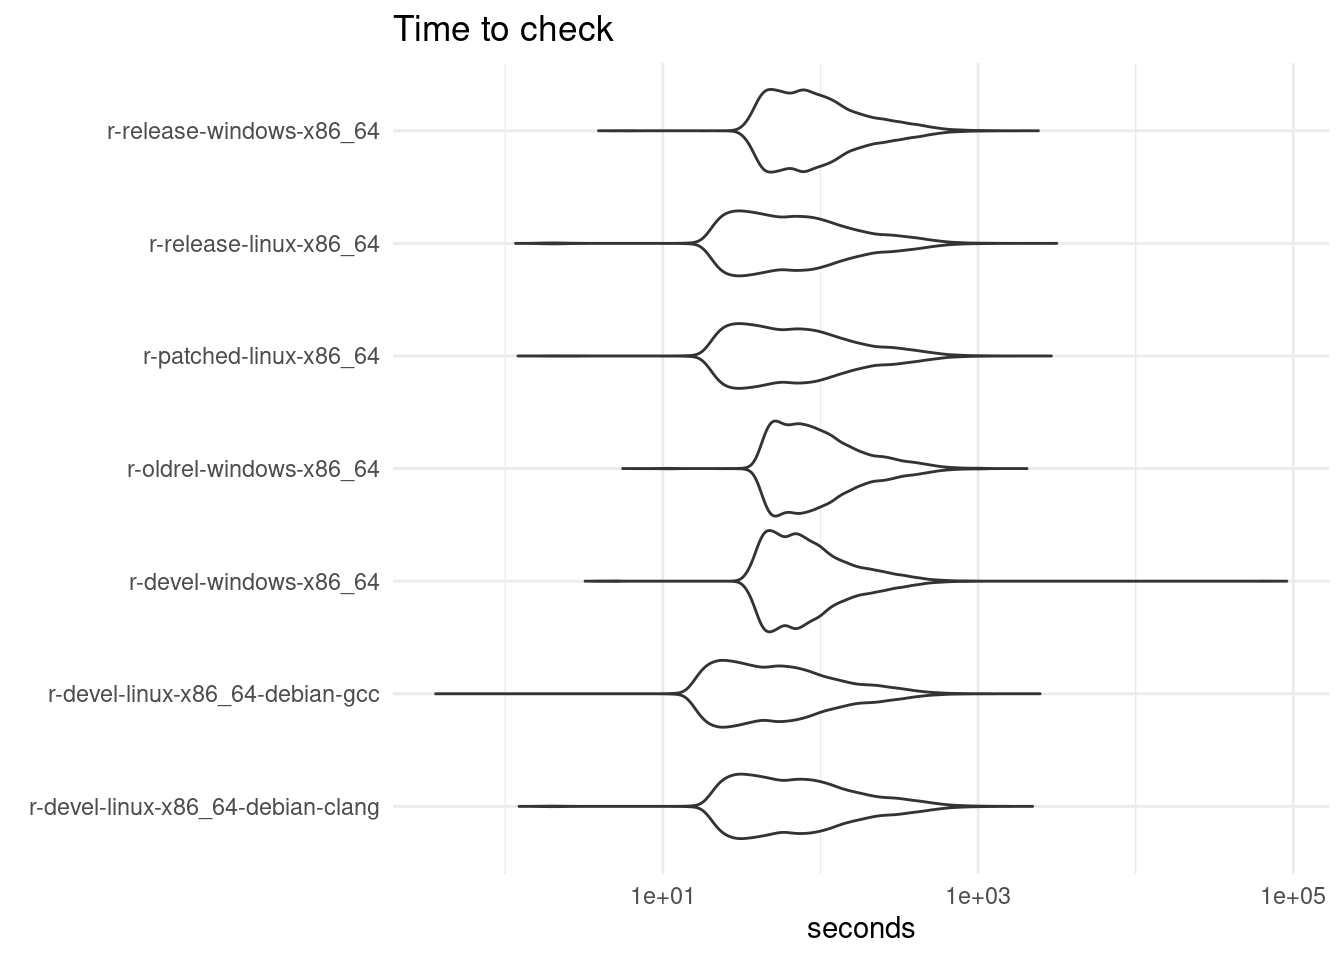 Time to check
r-release-windows-x86_64
r-release-linux-x86_64
r-patched-linux-x86_64
r-oldrel-windows-x86_64
r-devel-windows-x86_64
r-devel-linux-x86_64-debian-gcc
r-devel-linux-x86_64-debian-clang
1e+01 1e+03 1e+05
seconds